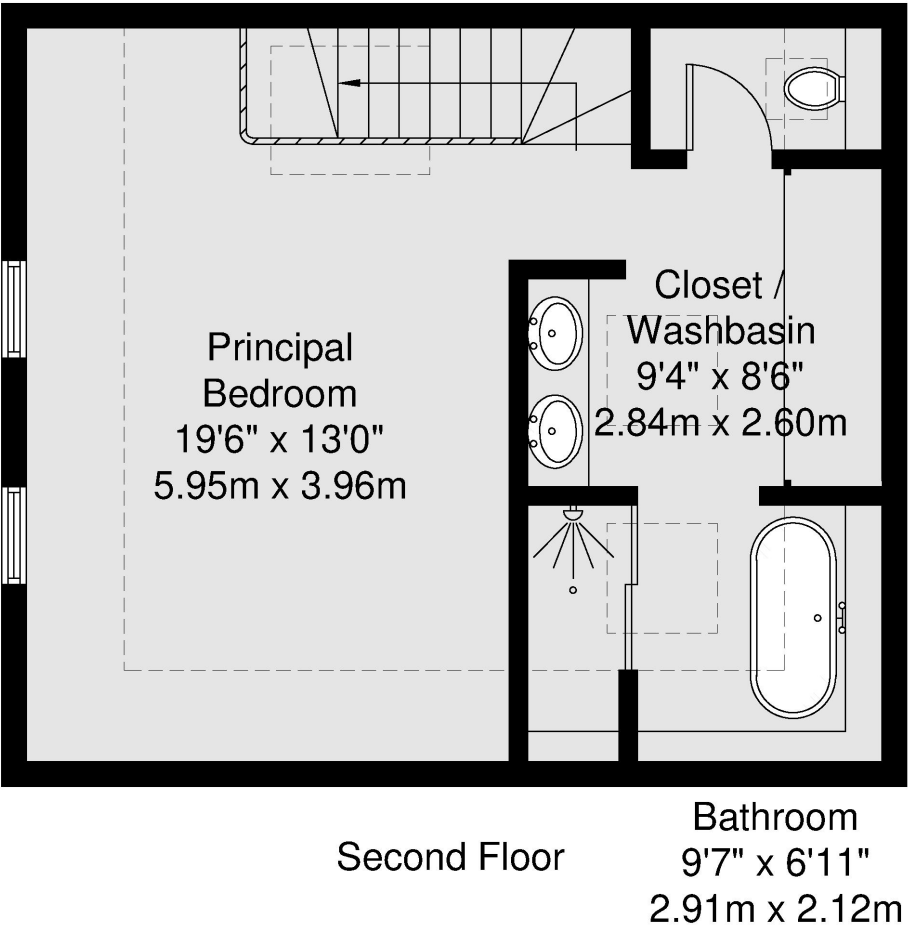 Principal
Bedroom
19'6" x 13'0"
5.95m x 3.96m
Closet /
Washbasin
9'4" x 8'6"
2.84m x 2.60m
Second Floor
Bathroom
9'7" x 6'11"
2.91m x 2.12m